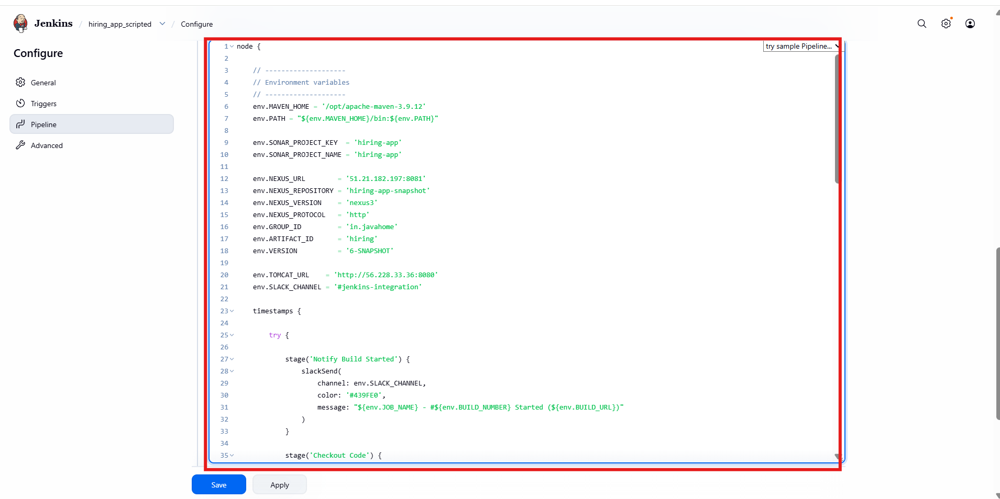 Jenkins / hiring_app_scripted / Configure
Configure
General
Triggers
Pipeline
Advanced
try sample Pipeline...
1 node {
2
3     // --------------------
4     // Environment variables
5     // --------------------
6     env.MAVEN_HOME = '/opt/apache-maven-3.9.12'
7     env.PATH = "${env.MAVEN_HOME}/bin:${env.PATH}"
8
9     env.SONAR_PROJECT_KEY  = 'hiring-app'
10     env.SONAR_PROJECT_NAME = 'hiring-app'
11
12     env.NEXUS_URL        = '51.21.182.197:8081'
13     env.NEXUS_REPOSITORY = 'hiring-app-snapshot'
14     env.NEXUS_VERSION    = 'nexus3'
15     env.NEXUS_PROTOCOL   = 'http'
16     env.GROUP_ID         = 'in.javahome'
17     env.ARTIFACT_ID      = 'hiring'
18     env.VERSION          = '6-SNAPSHOT'
19
20     env.TOMCAT_URL    = 'http://56.228.33.36:8080'
21     env.SLACK_CHANNEL = '#jenkins-integration'
22
23     timestamps {
24
25         try {
26
27             stage('Notify Build Started') {
28                 slackSend(
29                     channel: env.SLACK_CHANNEL,
30                     color: '#439FE0',
31                     message: "${env.JOB_NAME} - #${env.BUILD_NUMBER} Started (${env.BUILD_URL})"
32                 )
33             }
34
35             stage('Checkout Code') {
Save
Apply